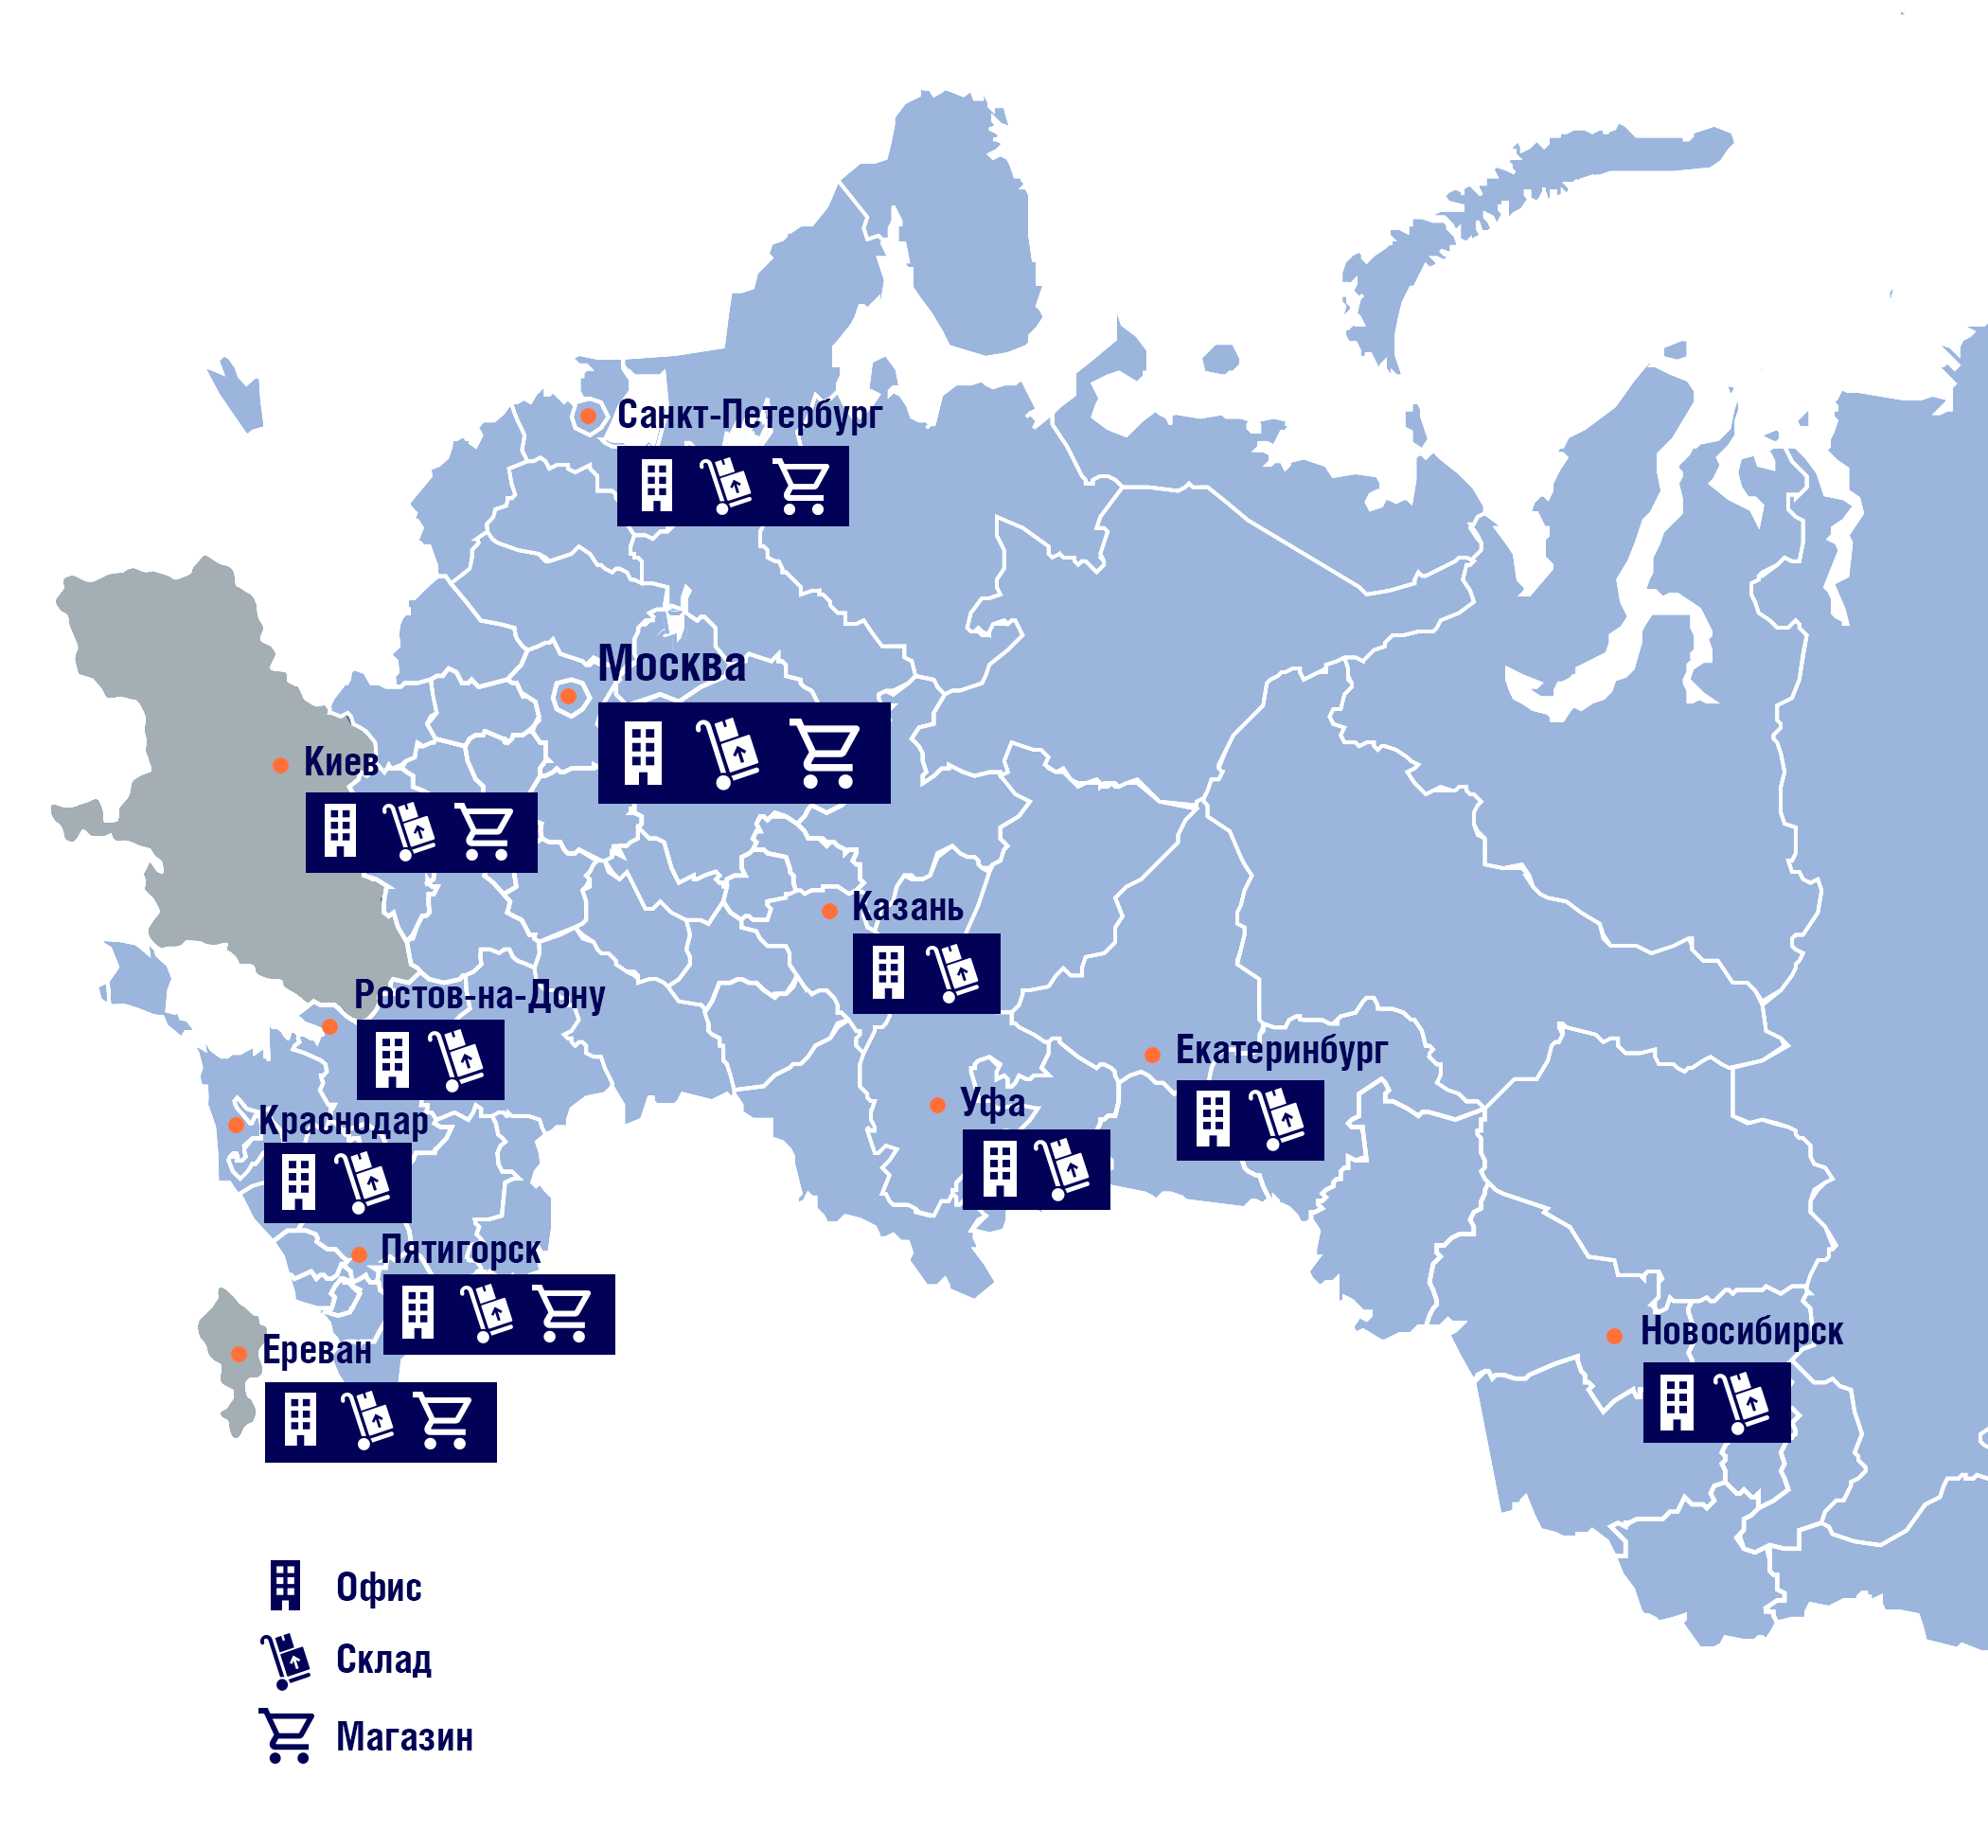 Санкт-Петербург
Москва
Киев
Казань
Ростов-на-Дону
Екатеринбург
Уфа
Краснодар
Пятигорск
Новосибирск
Ереван
Офис
Склад
Магазин